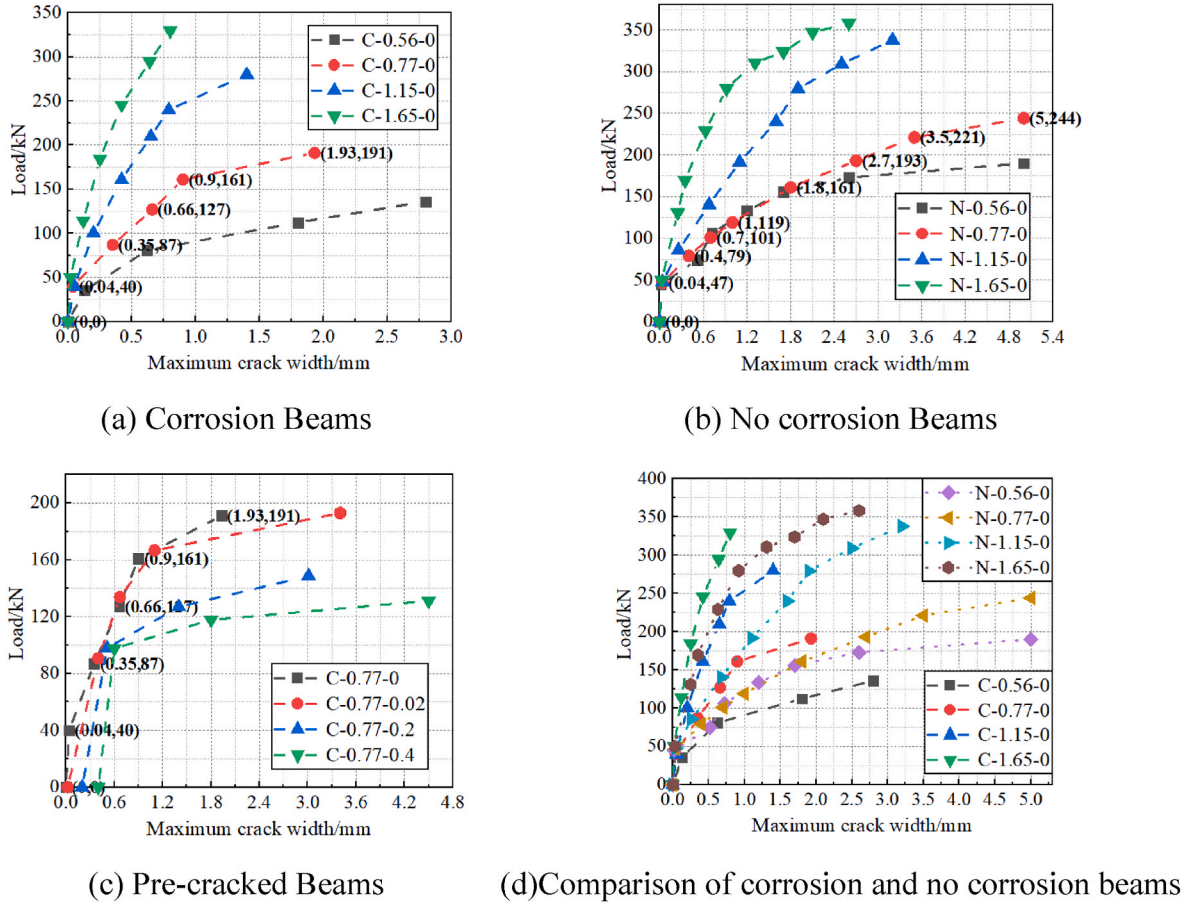 350
300
250
200
150
100
50
0
Load/kN
C-0.56-0
C-0.77-0
C-1.15-0
C-1.65-0
(1.93,191)
(0.9,161)
(0.66,127)
(0.35,87)
(0.04,40)
(0,0)
0.0 0.6 1.2 1.8 2.4 3.0
Maximum crack width/mm
(a) Corrosion Beams
350
300
250
200
150
100
50
0
Load/kN
(5,244)
(3.5,221)
(2.7,193)
(1.8,161)
(1,119)
(0.7,101)
(0.4,79)
(0.04,47)
(0,0)
N-0.56-0
N-0.77-0
N-1.15-0
N-1.65-0
0.0 0.6 1.2 1.8 2.4 3.0 3.6 4.2 4.8 5.4
Maximum crack width/mm
(b) No corrosion Beams
200
160
120
80
40
0
Load/kN
(1.93,191)
(0.9,161)
(0.66,127)
(0.35,87)
(0.04,40)
C-0.77-0
C-0.77-0.02
C-0.77-0.2
C-0.77-0.4
0.0 0.6 1.2 1.8 2.4 3.0 3.6 4.2 4.8
Maximum crack width/mm
(c) Pre-cracked Beams
400
350
300
250
200
150
100
50
0
Load/kN
N-0.56-0
N-0.77-0
N-1.15-0
N-1.65-0
C-0.56-0
C-0.77-0
C-1.15-0
C-1.65-0
0.0 0.5 1.0 1.5 2.0 2.5 3.0 3.5 4.0 4.5 5.0
Maximum crack width/mm
(d)Comparison of corrosion and no corrosion beams